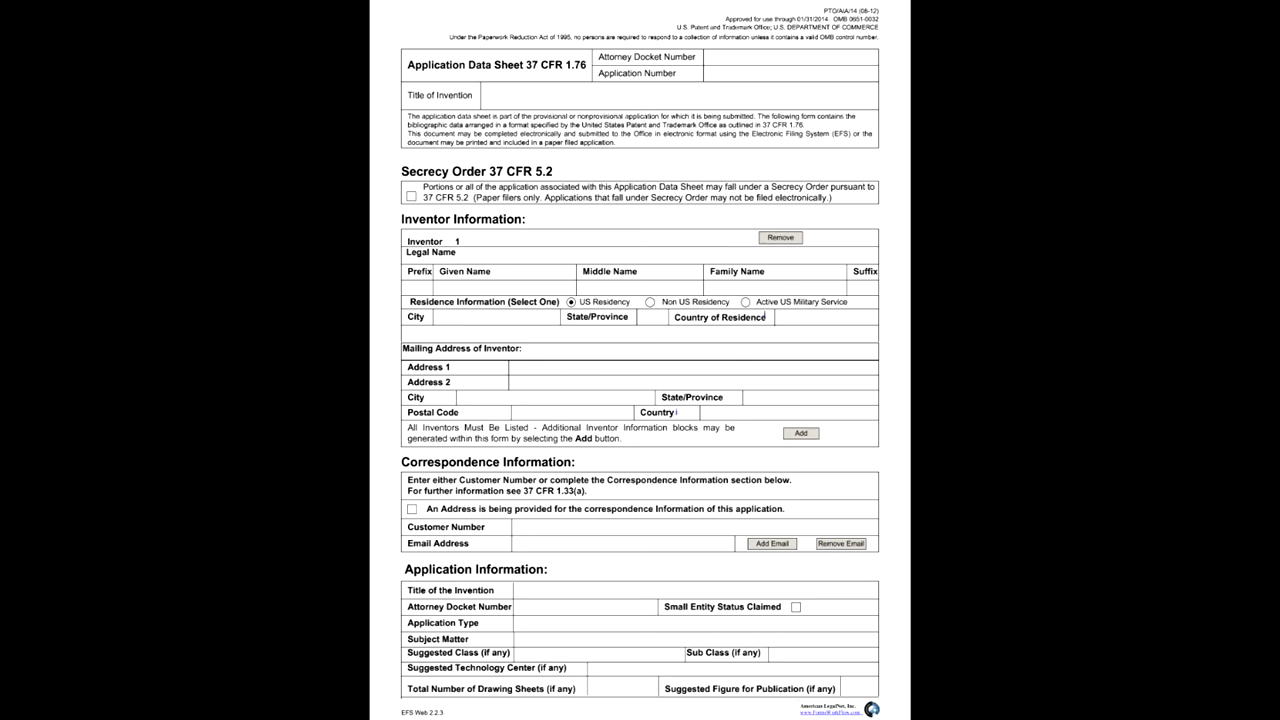 PTO/AIA/14 (08-12)
Approved for use through 01/31/2014. OMB 0651-0032
U.S. Patent and Trademark Office; U.S. DEPARTMENT OF COMMERCE
Under the Paperwork Reduction Act of 1995, no persons are required to respond to a collection of information unless it contains a valid OMB control number.
Application Data Sheet 37 CFR 1.76
Attorney Docket Number
Application Number
Title of Invention
The application data sheet is part of the provisional or nonprovisional application for which it is being submitted. The following form contains the
bibliographic data arranged in a format specified by the United States Patent and Trademark Office as outlined in 37 CFR 1.76.
This document may be completed electronically and submitted to the Office in electronic format using the Electronic Filing System (EFS) or the
document may be printed and included in a paper filed application.
Secrecy Order 37 CFR 5.2
Portions or all of the application associated with this Application Data Sheet may fall under a Secrecy Order pursuant to
37 CFR 5.2 (Paper filers only. Applications that fall under Secrecy Order may not be filed electronically.)
Inventor Information:
Inventor 1 Remove
Legal Name
Prefix Given Name Middle Name Family Name Suffix
Residence Information (Select One) US Residency Non US Residency Active US Military Service
City State/Province Country of Residence i
Mailing Address of Inventor:
Address 1
Address 2
City State/Province
Postal Code Country i
All Inventors Must Be Listed - Additional Inventor Information blocks may be
generated within this form by selecting the Add button.
Add
Correspondence Information:
Enter either Customer Number or complete the Correspondence Information section below.
For further information see 37 CFR 1.33(a).
An Address is being provided for the correspondence Information of this application.
Customer Number
Email Address Add Email Remove Email
Application Information:
Title of the Invention
Attorney Docket Number Small Entity Status Claimed
Application Type
Subject Matter
Suggested Class (if any) Sub Class (if any)
Suggested Technology Center (if any)
Total Number of Drawing Sheets (if any) Suggested Figure for Publication (if any)
EFS Web 2.2.3
American LegalNet, Inc.
www.FormsWorkFlow.com